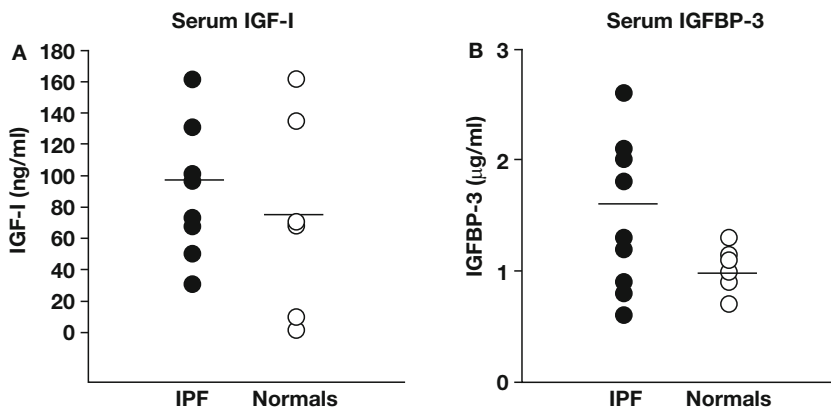 Serum IGF-I
A
IGF-I (ng/ml)
180
160
140
120
100
80
60
40
20
0
IPF Normals
Serum IGFBP-3
B
IGFBP-3 (μg/ml)
3
2
1
0
IPF Normals